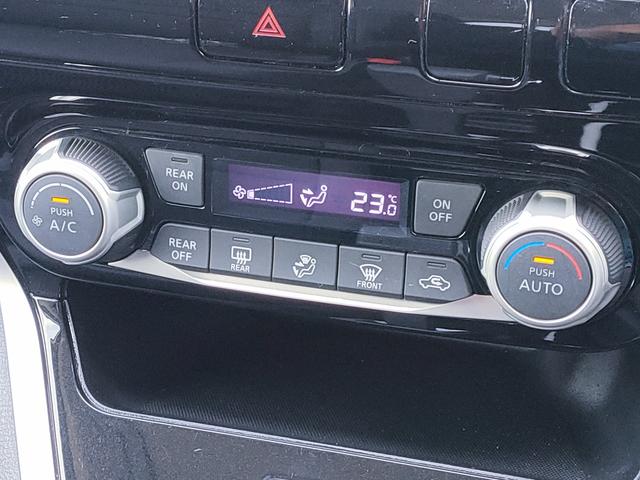 REAR
ON
23.0
°C
ON
OFF
PUSH
A/C
REAR
OFF
REAR
FRONT
PUSH
AUTO